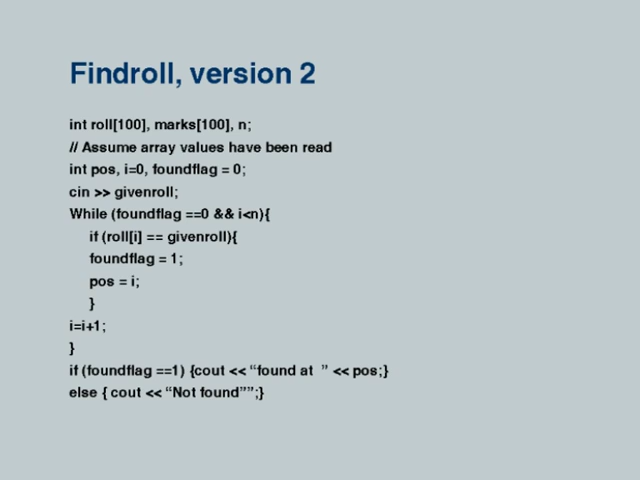 Findroll, version 2
int roll[100], marks[100], n;
// Assume array values have been read
int pos, i=0, foundflag = 0;
cin >> givenroll;
While (foundflag ==0 && i<n){
if (roll[i] == givenroll){
foundflag = 1;
pos = i;
}
i=i+1;
}
if (foundflag ==1) {cout << “found at  ” << pos;}
else { cout << “Not found””;}